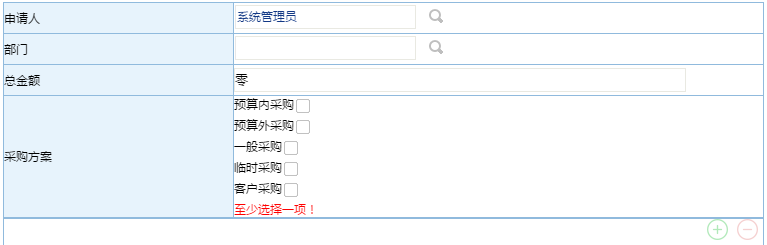 申请人 系统管理员
部门
总金额 零
采购方案
预算内采购
预算外采购
一般采购
临时采购
客户采购
至少选择一项！